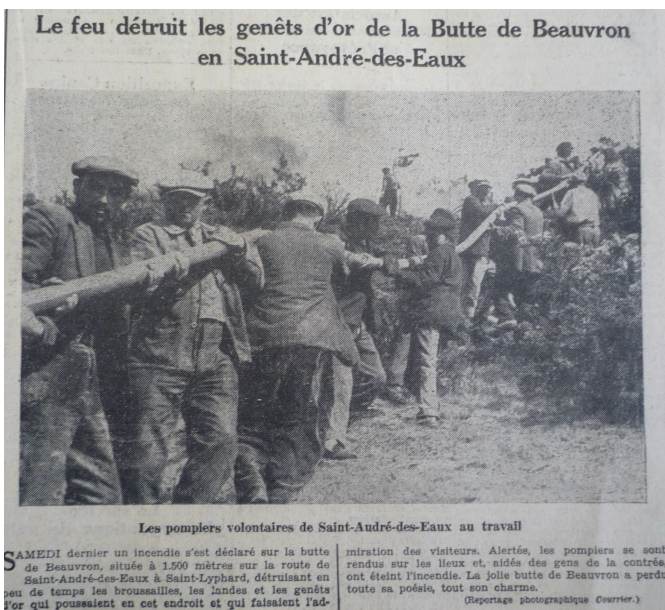 Le feu détruit les genêts d'or de la Butte de Beauvron
en Saint-André-des-Eaux
Les pompiers volontaires de Saint-Audré-des-Eaux au travail
SAMEDI dernier un incendie s'est déclaré sur la butte
de Beauvron, située à 1.500 mètres sur la route de
Saint-André-des-Eaux à Saint-Lyphard, détruisant en
peu de temps les broussailles, les landes et les genêts
d'or qui poussaient en cet endroit et qui faisaient l'ad-
miration des visiteurs. Alertés, les pompiers se sont
rendus sur les lieux et, aidés des gens de la contrée
ont éteint l'incendie. La jolie butte de Beauvron a perdu
toute sa poésie, tout son charme.
(Reportage photographique Courrier.)